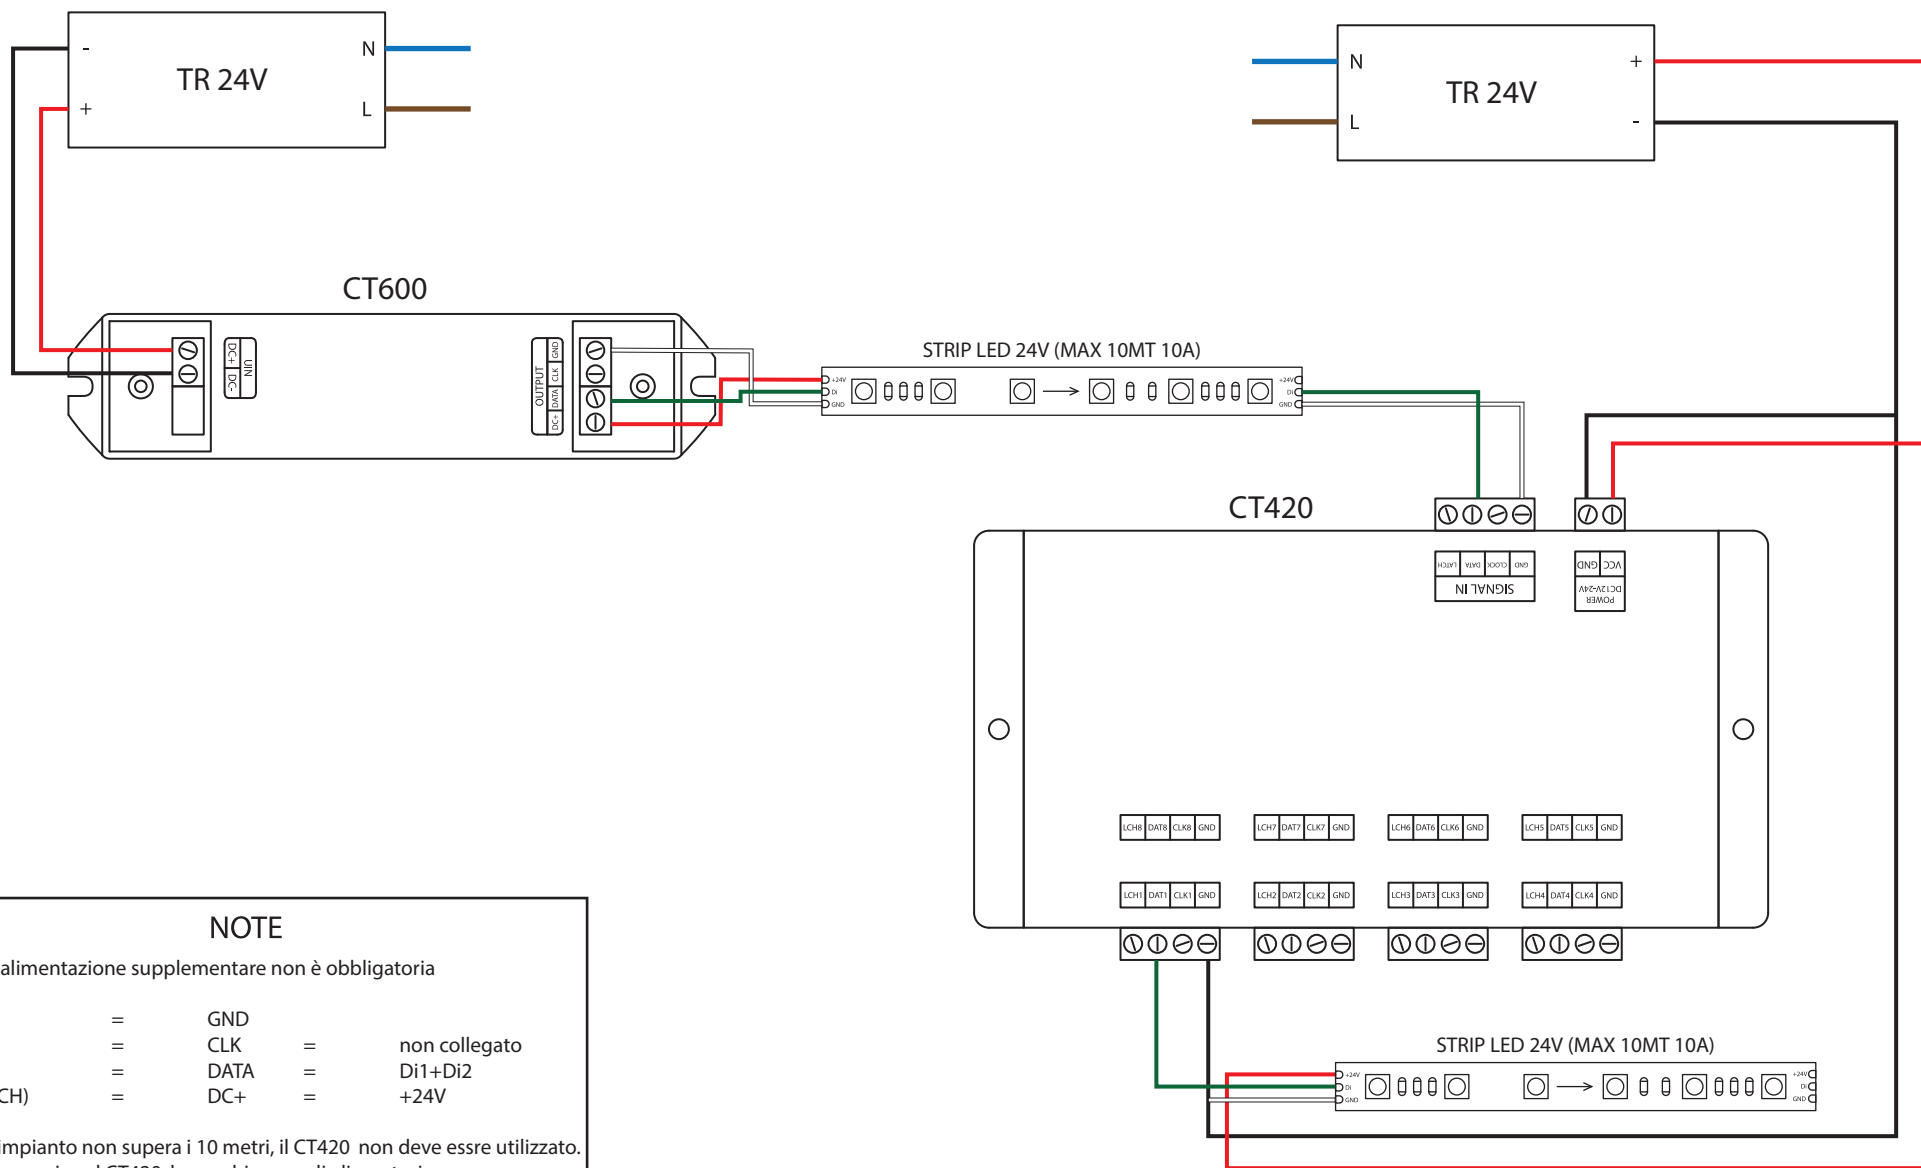 - N
TR 24V
+ L
N +
TR 24V
L -
CT600
DC+ DC-
UIN
OUTPUT
GND CLK DATA DC+
STRIP LED 24V (MAX 10MT 10A)
+24V +24V
Di Di
GND GND
CT420
LATCH DATA CLOCK GND
SIGNAL IN
GND VCC
POWER
DC12V-24V
LCH8 DAT8 CLK8 GND LCH7 DAT7 CLK7 GND LCH6 DAT6 CLK6 GND LCH5 DAT5 CLK5 GND
LCH1 DAT1 CLK1 GND LCH2 DAT2 CLK2 GND LCH3 DAT3 CLK3 GND LCH4 DAT4 CLK4 GND
STRIP LED 24V (MAX 10MT 10A)
+24V +24V
Di Di
GND GND
NOTE
alimentazione supplementare non è obbligatoria
= GND
= CLK = non collegato
= DATA = Di1+Di2
CH) = DC+ = +24V
impianto non supera i 10 metri, il CT420 non deve essre utilizzato.